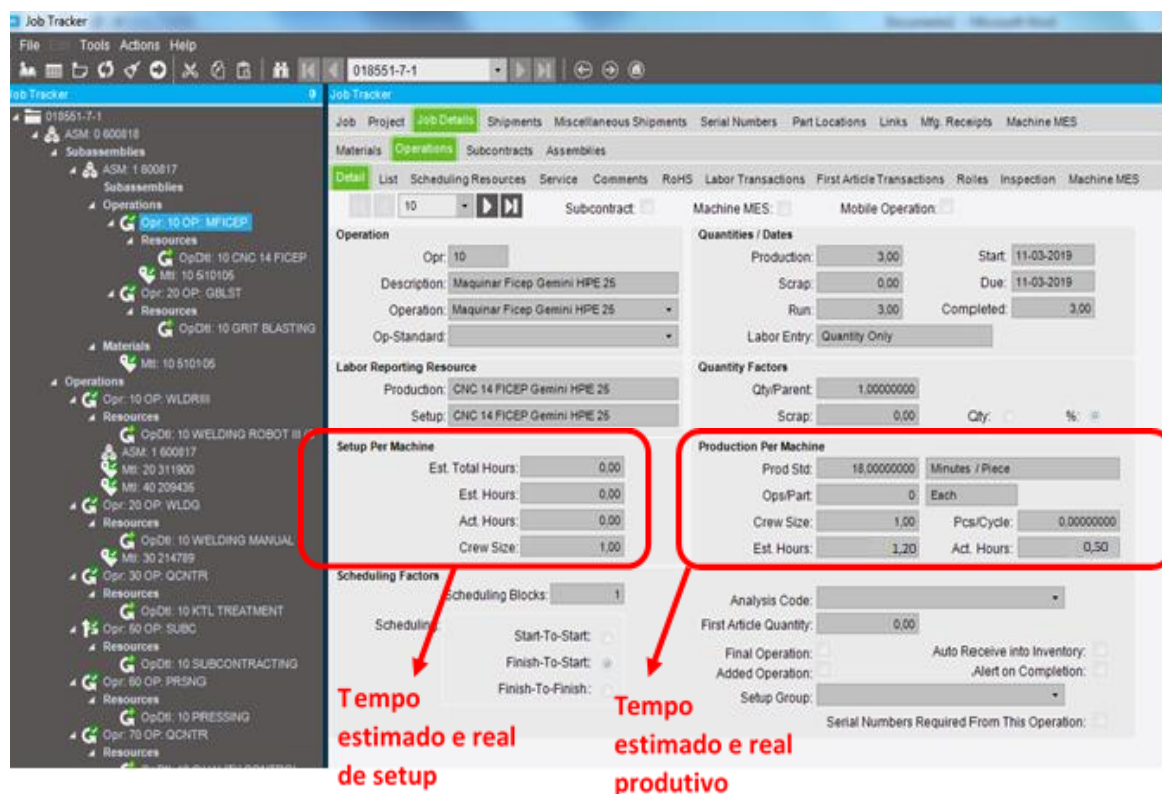 Job Tracker
File Tools Actions Help
018551-7-1
Job Tracker
018551-7-1
ASM: 0 600818
Subassemblies
ASM: 1 600817
Subassemblies
Operations
Opr: 10 OP: MFICEP
Resources
OpDtl: 10 CNC 14 FICEP
Mtl: 10 510105
Opr: 20 OP: GBLST
Resources
OpDtl: 10 GRIT BLASTING
Materials
Mtl: 10 510105
Operations
Opr: 10 OP: WLDRIII
Resources
OpDtl: 10 WELDING ROBOT III
ASM: 1 600817
Mtl: 20 311900
Mtl: 40 209435
Opr: 20 OP: WLDG
Resources
OpDtl: 10 WELDING MANUAL
Mtl: 30 214789
Opr: 30 OP: QCNTR
Resources
OpDtl: 10 KTL TREATMENT
Opr: 50 OP: SUBC
Resources
OpDtl: 10 SUBCONTRACTING
Opr: 60 OP: PRSNG
Resources
OpDtl: 10 PRESSING
Opr: 70 OP: QCNTR
Resources
Job Tracker
Job Project Job Details Shipments Miscellaneous Shipments Serial Numbers Part Locations Links Mfg. Receipts Machine MES
Materials Operations Subcontracts Assemblies
Detail List Scheduling Resources Service Comments RoHS Labor Transactions First Article Transactions Rolles Inspection Machine MES
10 Subcontract: Machine MES: Mobile Operation:
Operation
Opr: 10
Description: Maquinar Ficep Gemini HPE 25
Operation: Maquinar Ficep Gemini HPE 25
Op-Standard:
Quantities / Dates
Production: 3,00 Start: 11-03-2019
Scrap: 0,00 Due: 11-03-2019
Run: 3,00 Completed: 3,00
Labor Entry: Quantity Only
Labor Reporting Resource
Production: CNC 14 FICEP Gemini HPE 25
Setup: CNC 14 FICEP Gemini HPE 25
Quantity Factors
Qty/Parent: 1,00000000
Scrap: 0,00 Qty: %:
Setup Per Machine
Est. Total Hours: 0,00
Est. Hours: 0,00
Act. Hours: 0,00
Crew Size: 1,00
Production Per Machine
Prod Std: 18,00000000 Minutes / Piece
Ops/Part: 0 Each
Crew Size: 1,00 Pcs/Cycle: 0,00000000
Est. Hours: 1,20 Act. Hours: 0,50
Scheduling Factors
Scheduling Blocks: 1
Scheduling:
Start-To-Start:
Finish-To-Start:
Finish-To-Finish:
Analysis Code:
First Article Quantity: 0,00
Final Operation: Auto Receive into Inventory:
Added Operation: Alert on Completion:
Setup Group:
Serial Numbers Required From This Operation:
Tempo
estimado e real
de setup
Tempo
estimado e real
produtivo